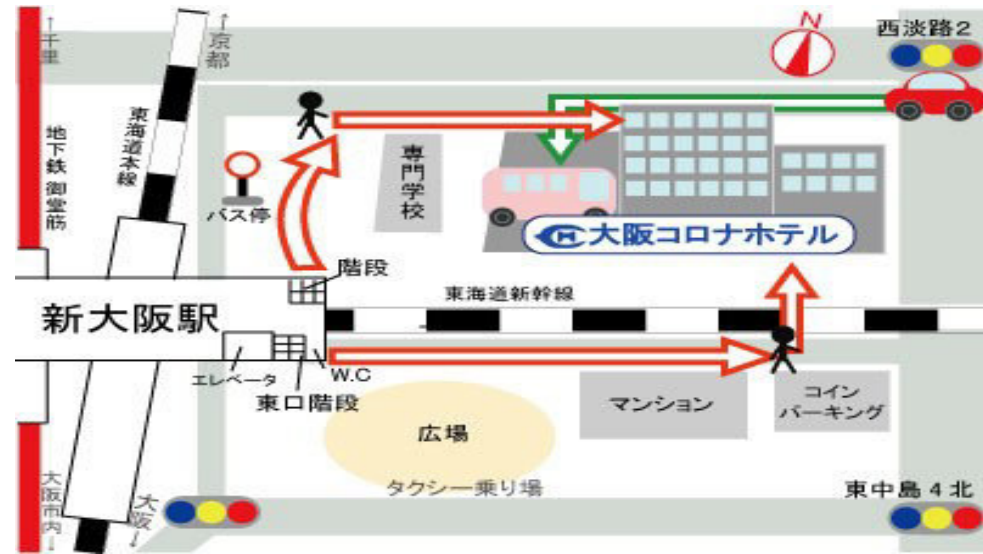 N
西淡路2
←千里
←京都
地下鉄 御堂筋
東海道本線
バス停
専門学校
大阪コロナホテル
階段
東海道新幹線
新大阪駅
エレベータ
W.C
東口階段
広場
マンション
コイン
パーキング
タクシー乗り場
大阪市内→
大阪→
東中島4北